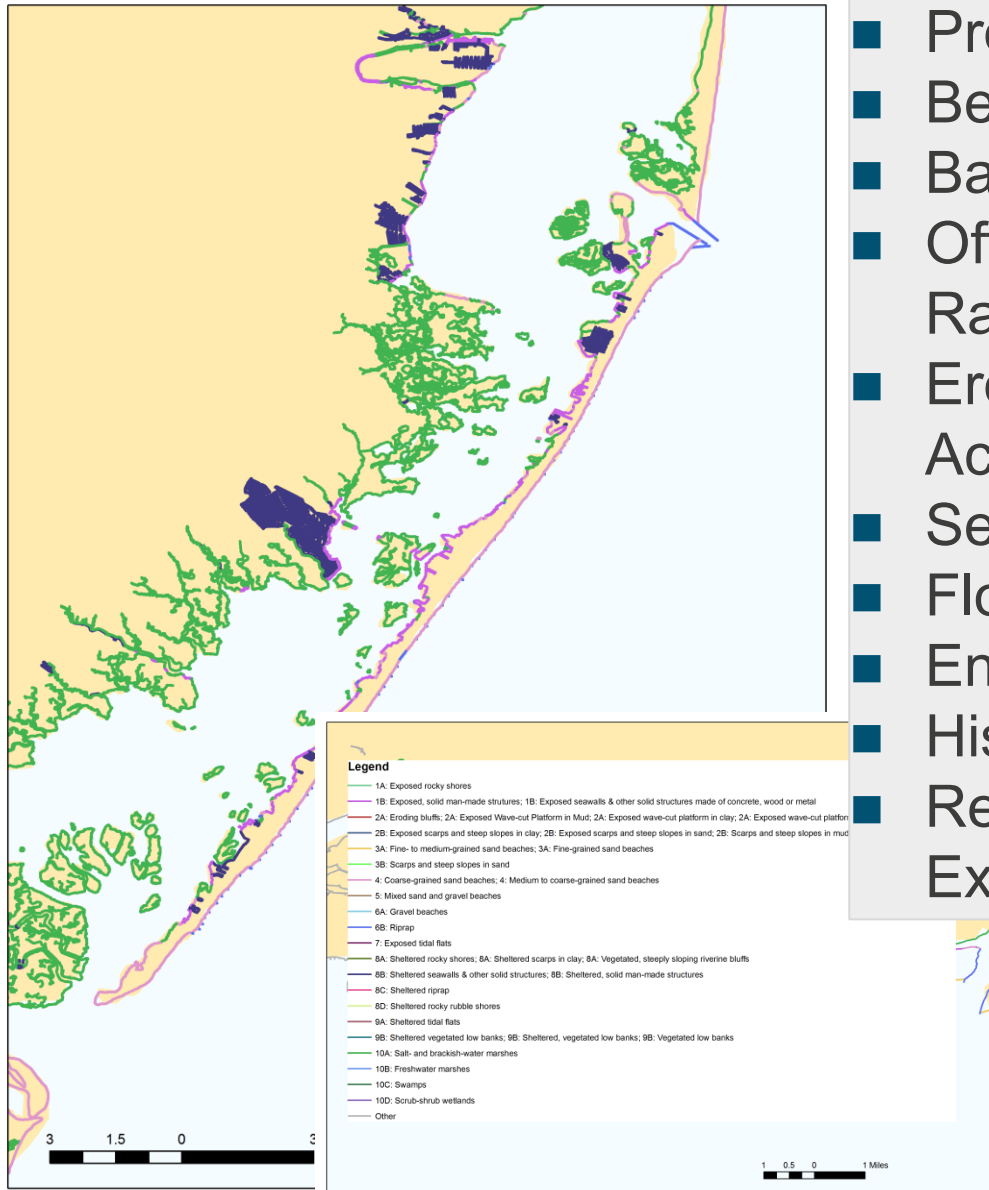 Legend
1A: Exposed rocky shores
1B: Exposed, solid man-made strutures; 1B: Exposed seawalls & other solid structures made of concrete, wood or metal
2A: Eroding bluffs; 2A: Exposed Wave-cut Platform in Mud; 2A: Exposed wave-cut platform in clay; 2A: Exposed wave-cut platfor
2B: Exposed scarps and steep slopes in clay; 2B: Exposed scarps and steep slopes in sand; 2B: Scarps and steep slopes in mud
3A: Fine- to medium-grained sand beaches; 3A: Fine-grained sand beaches
3B: Scarps and steep slopes in sand
4: Coarse-grained sand beaches; 4: Medium to coarse-grained sand beaches
5: Mixed sand and gravel beaches
6A: Gravel beaches
6B: Riprap
7: Exposed tidal flats
8A: Sheltered rocky shores; 8A: Sheltered scarps in clay; 8A: Vegetated, steeply sloping riverine bluffs
8B: Sheltered seawalls & other solid structures; 8B: Sheltered, solid man-made structures
8C: Sheltered riprap
8D: Sheltered rocky rubble shores
9A: Sheltered tidal flats
9B: Sheltered vegetated low banks; 9B: Sheltered, vegetated low banks; 9B: Vegetated low banks
10A: Salt- and brackish-water marshes
10B: Freshwater marshes
10C: Swamps
10D: Scrub-shrub wetlands
Other
3 1.5 0 3
1 0.5 0 1 Miles
Pr
Be
Ba
Of
Ra
Ero
Ac
Se
Flo
En
His
Re
Ex